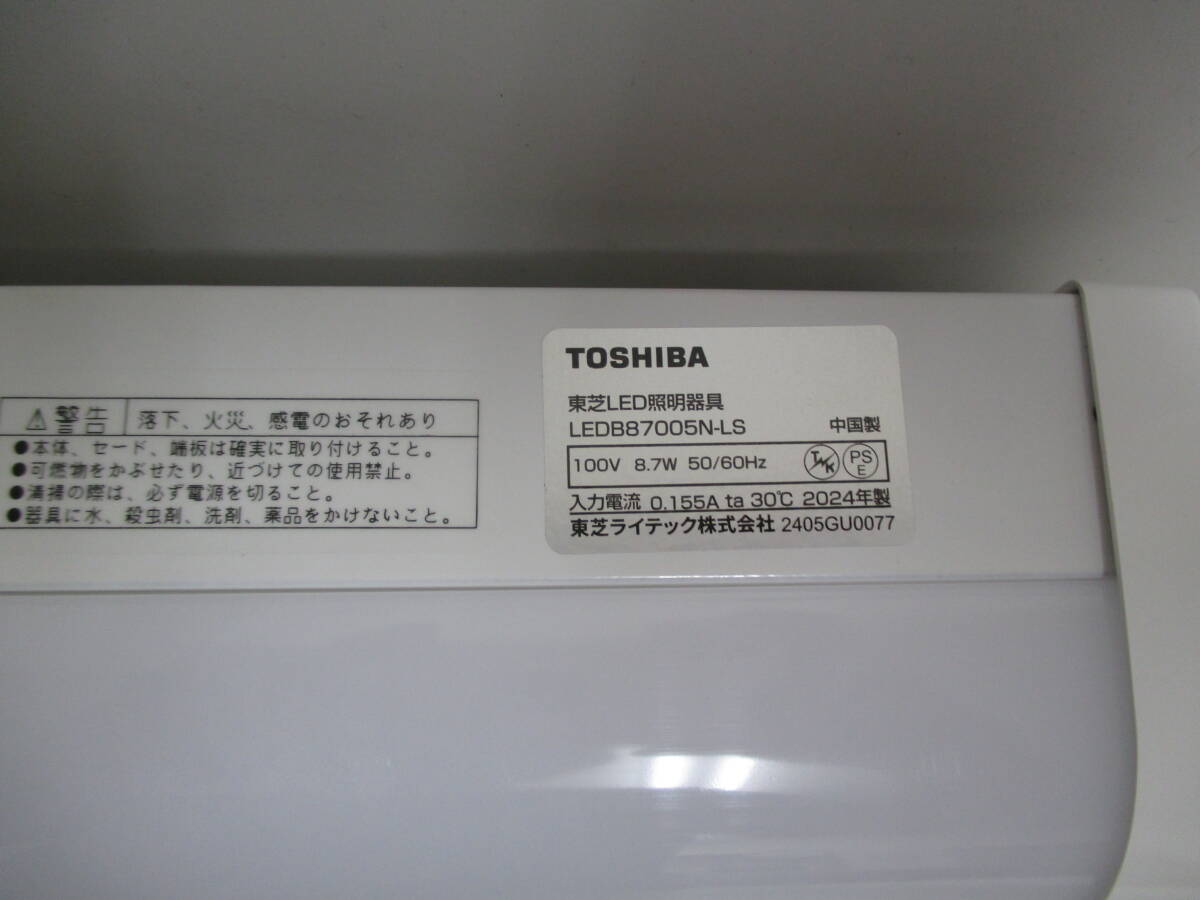 ⚠警告 落下、火災、感電のおそれあり
●本体、セード、端板は確実に取り付けること。
●可燃物をかぶせたり、近づけての使用禁止。
●清掃の際は、必ず電源を切ること。
●器具に水、殺虫剤、洗剤、薬品をかけないこと。
TOSHIBA
東芝LED照明器具
LEDB87005N-LS 中国製
100V 8.7W 50/60Hz
PS
E
入力電流 0.155A ta 30℃ 2024年製
東芝ライテック株式会社 2405GU0077